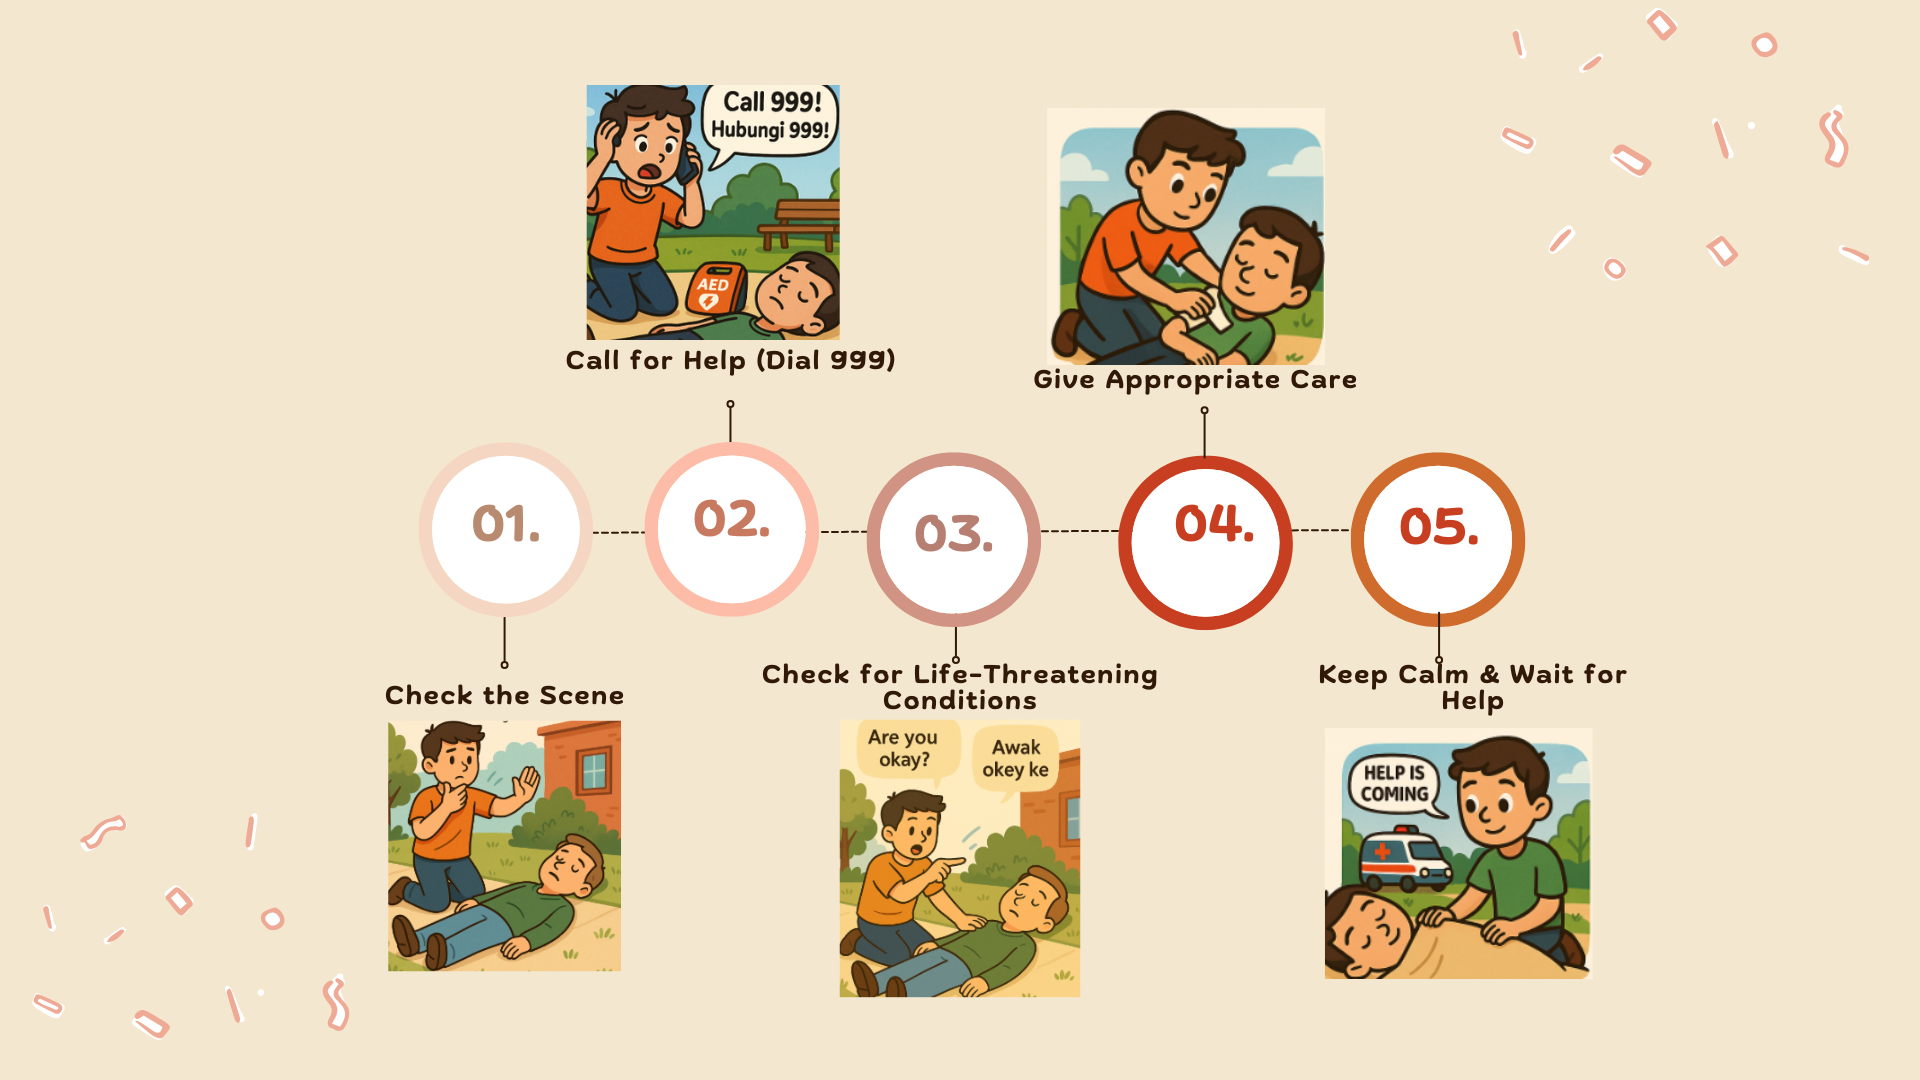 Call 999!
Hubungi 999!
AED
Call for Help (Dial 999)
Give Appropriate Care
01.
02.
03.
04.
05.
Check the Scene
Check for Life-Threatening
Conditions
Are you
okay?
Awak
okey ke
Keep Calm & Wait for
Help
HELP IS
COMING